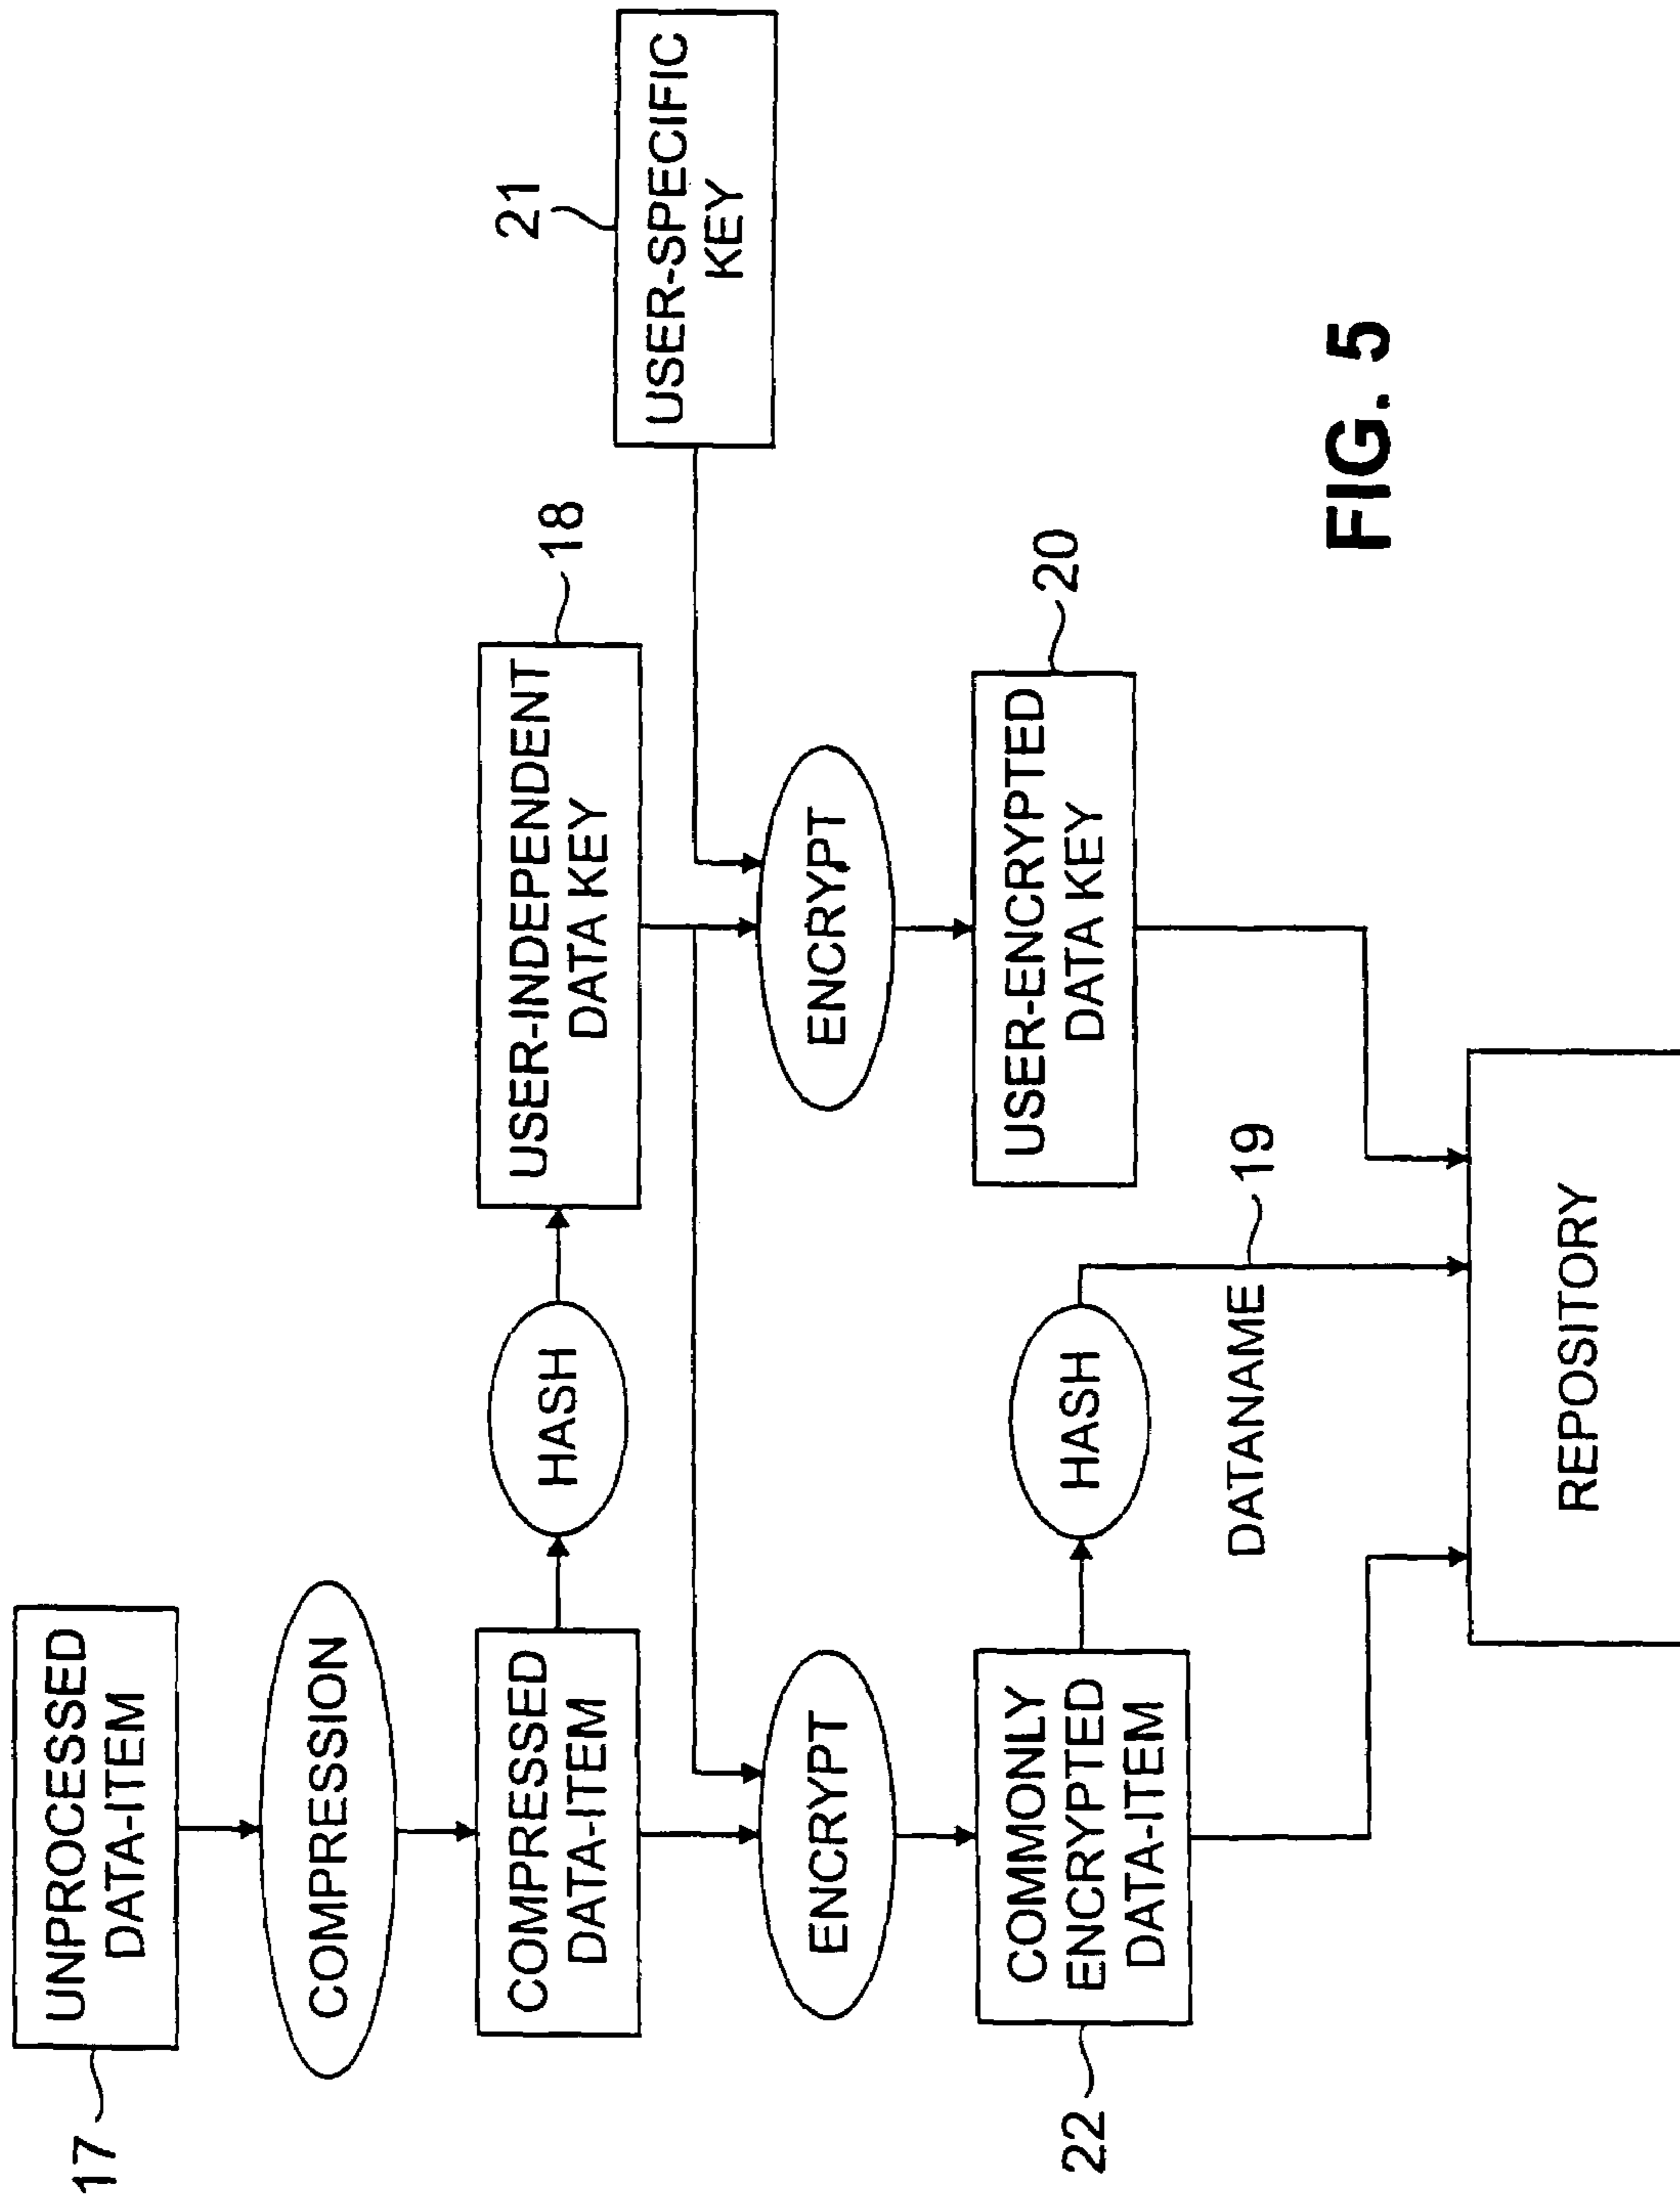 17
UNPROCESSED
DATA-ITEM
COMPRESSION
COMPRESSED
DATA-ITEM
HASH
USER-INDEPENDENT
DATA KEY
18
21
USER-SPECIFIC
KEY
ENCRYPT
ENCRYPT
22
COMMONLY
ENCRYPTED
DATA-ITEM
HASH
USER-ENCRYPTED
DATA KEY
20
DATANAME
19
REPOSITORY
FIG. 5